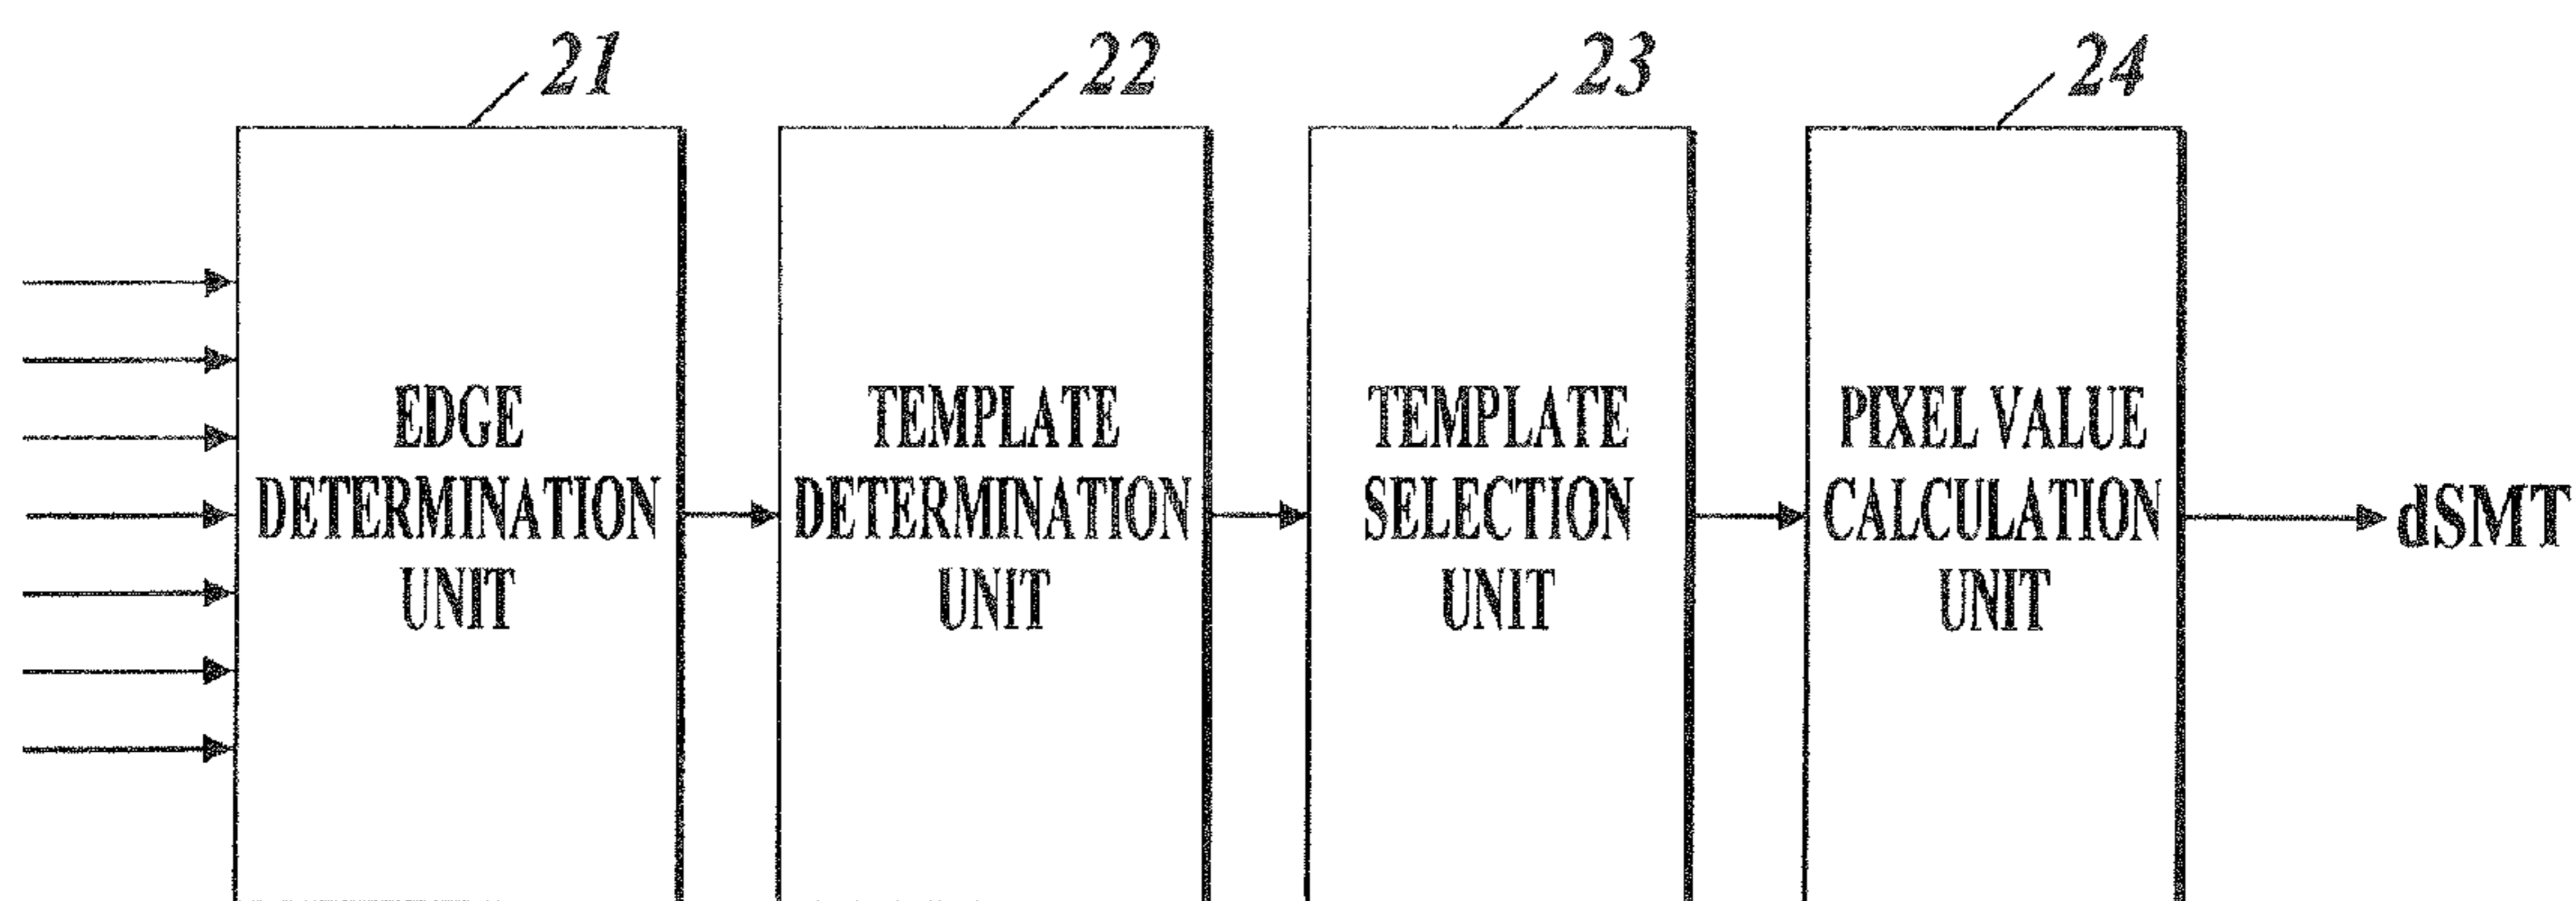 21
22
23
24
EDGE
DETERMINATION
UNIT
TEMPLATE
DETERMINATION
UNIT
TEMPLATE
SELECTION
UNIT
PIXEL VALUE
CALCULATION
UNIT
dSMT